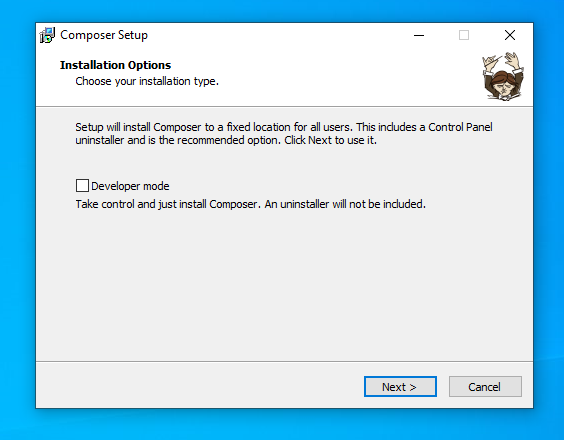 Composer Setup
Installation Options
Choose your installation type.
Setup will install Composer to a fixed location for all users. This includes a Control Panel
uninstaller and is the recommended option. Click Next to use it.
Developer mode
Take control and just install Composer. An uninstaller will not be included.
Next >
Cancel